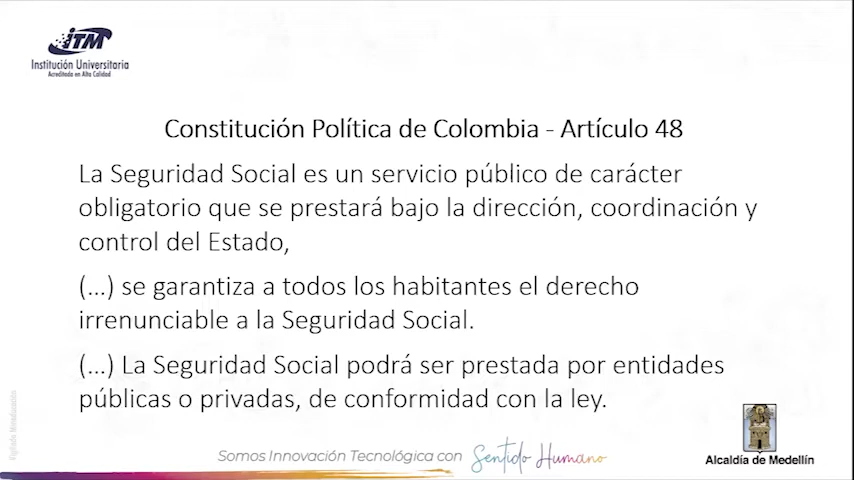 iTM
Institución Universitaria
Acreditada en Alta Calidad
Constitución Política de Colombia - Artículo 48
La Seguridad Social es un servicio público de carácter
obligatorio que se prestará bajo la dirección, coordinación y
control del Estado,
(...) se garantiza a todos los habitantes el derecho
irrenunciable a la Seguridad Social.
(...) La Seguridad Social podrá ser prestada por entidades
públicas o privadas, de conformidad con la ley.
Vigilada Mineducación
Somos Innovación Tecnológica con Sentido Humano
Alcaldía de Medellín